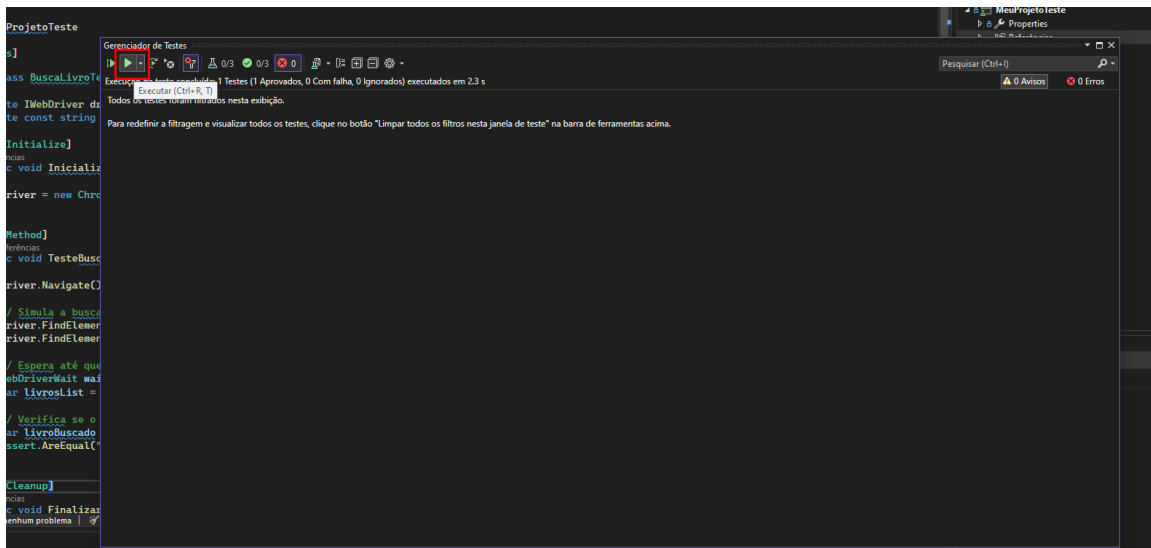 MeuProjetoTeste
ProjetoTeste
Properties
Gerenciador de Testes
s]
0/3 0/3 0
Pesquisar (Ctrl+I)
ass BuscaLivroTe
Execução de teste concluída: 1 Testes (1 Aprovados, 0 Com falha, 0 Ignorados) executados em 2.3 s
0 Avisos
0 Erros
Executar (Ctrl+R, T)
te IWebDriver dr
Todos os testes foram filtrados nesta exibição.
te const string
Para redefinir a filtragem e visualizar todos os testes, clique no botão "Limpar todos os filtros nesta janela de teste" na barra de ferramentas acima.
Initialize]
ncias
c void Inicializ
river = new Chro
Method]
ferências
c void TesteBusc
river.Navigate()
/ Simula a busca
river.FindElemen
river.FindElemen
/ Espera até que
ebDriverWait wai
ar livrosList =
/ Verifica se o
ar livroBuscado
ssert.AreEqual("
Cleanup]
ncias
c void Finalizar
enhum problema